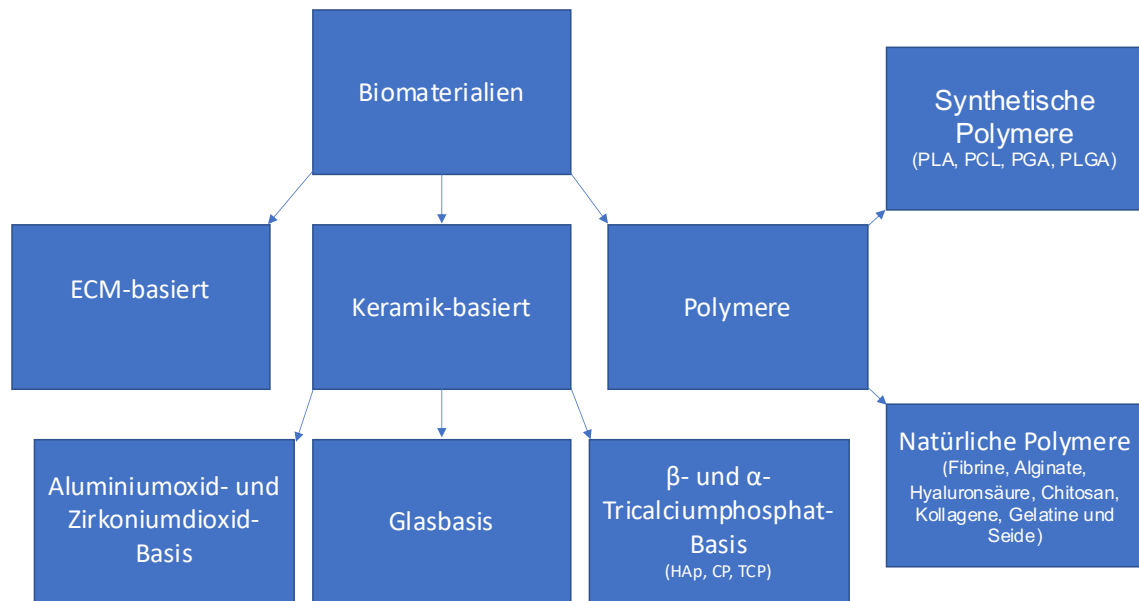 Biomaterialien
Synthetische
Polymere
(PLA, PCL, PGA, PLGA)
ECM-basiert
Keramik-basiert
Polymere
Aluminiumoxid- und
Zirkoniumdioxid-
Basis
Glasbasis
β- und α-
Tricalciumphosphat-
Basis
(HAp, CP, TCP)
Natürliche Polymere
(Fibrine, Alginate,
Hyaluronsäure, Chitosan,
Kollagene, Gelatine und
Seide)